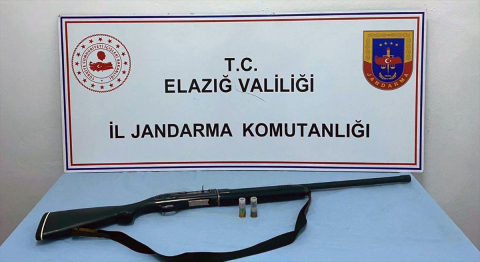 T.C.
ELAZIĞ VALİLİĞİ
İL JANDARMA KOMUTANLIĞI
JANDARMA